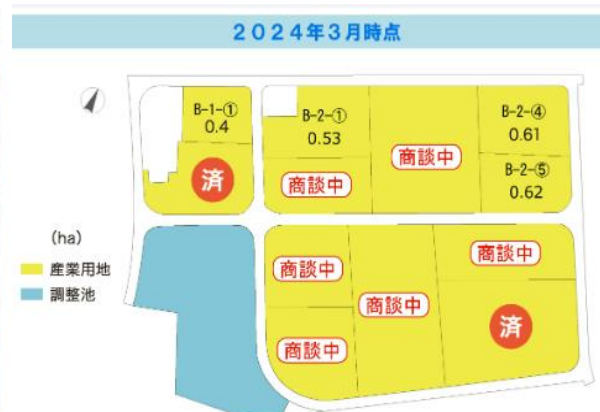 2024年3月時点
B-1-①
0.4
済
B-2-①
0.53
商談中
商談中
B-2-④
0.61
B-2-⑤
0.62
(ha)
産業用地
調整池
商談中
商談中
商談中
商談中
済